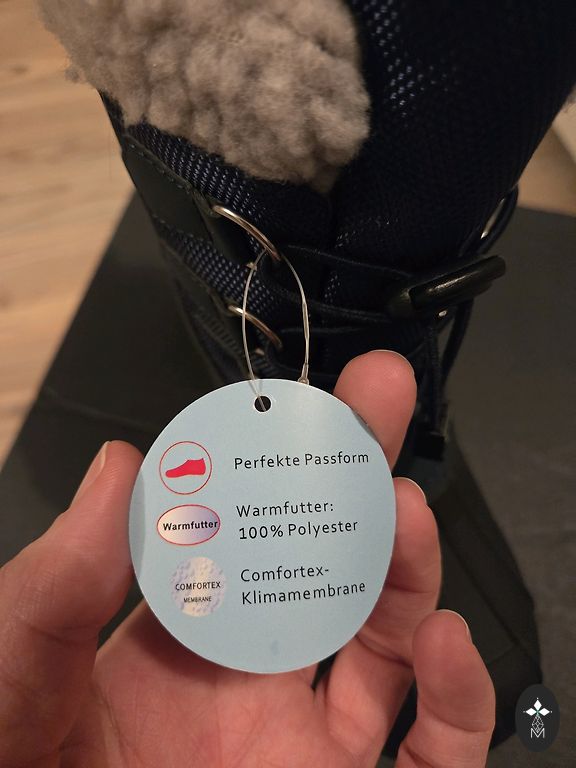 Perfekte Passform
Warmfutter
Warmfutter:
100% Polyester
COMFORTEX
MEMBRANE
Comfortex-
Klimamembrane
M